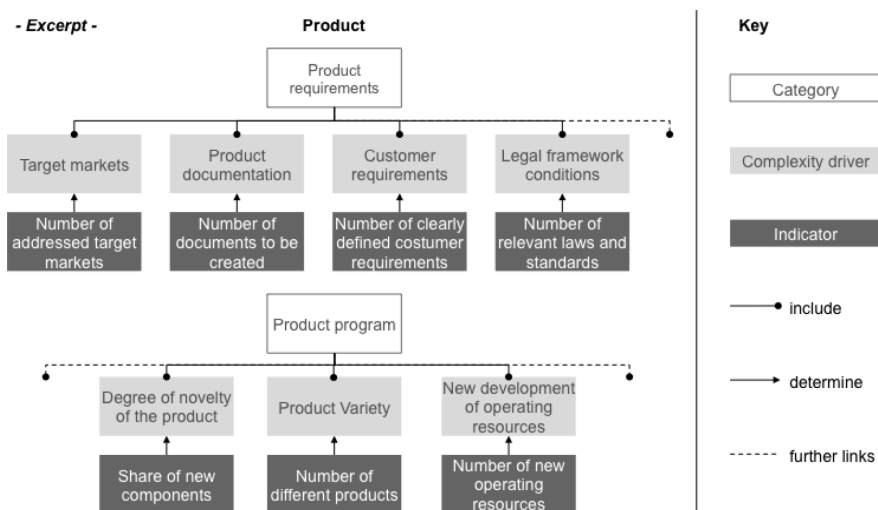 - Excerpt -
Product
Key
Product
requirements
Category
Target markets
Product
documentation
Customer
requirements
Legal framework
conditions
Complexity driver
Number of
addressed target
markets
Number of
documents to be
created
Number of clearly
defined costumer
requirements
Number of
relevant laws and
standards
Indicator
Product program
include
Degree of novelty
of the product
Product Variety
New development
of operating
resources
determine
Share of new
components
Number of
different products
Number of new
operating
resources
further links